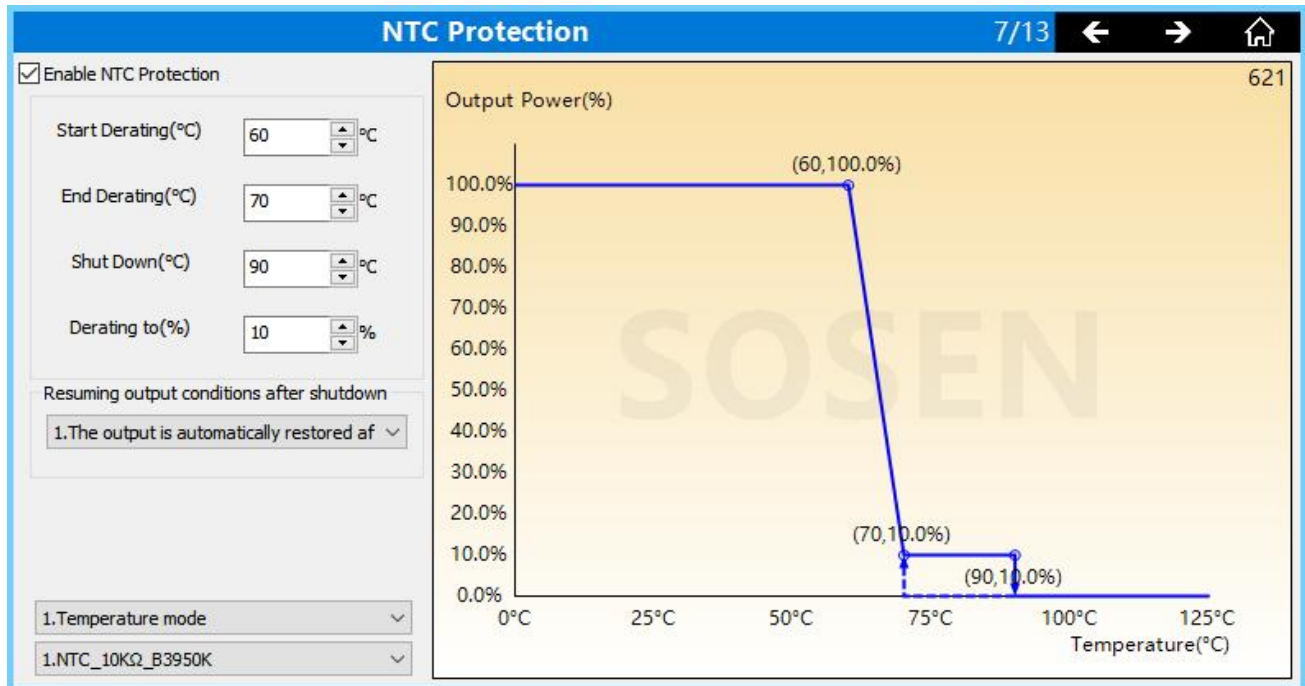 NTC Protection
7/13
Enable NTC Protection
Start Derating(°C)
60
°C
End Derating(°C)
70
°C
Shut Down(°C)
90
°C
Derating to(%)
10
%
Resuming output conditions after shutdown
1.The output is automatically restored af
1.Temperature mode
1.NTC_10KΩ_B3950K
621
Output Power(%)
(60,100.0%)
100.0%
90.0%
80.0%
70.0%
60.0%
50.0%
40.0%
30.0%
20.0%
10.0%
0.0%
SOSEN
(70,10.0%)
(90,10.0%)
0°C
25°C
50°C
75°C
100°C
125°C
Temperature(°C)